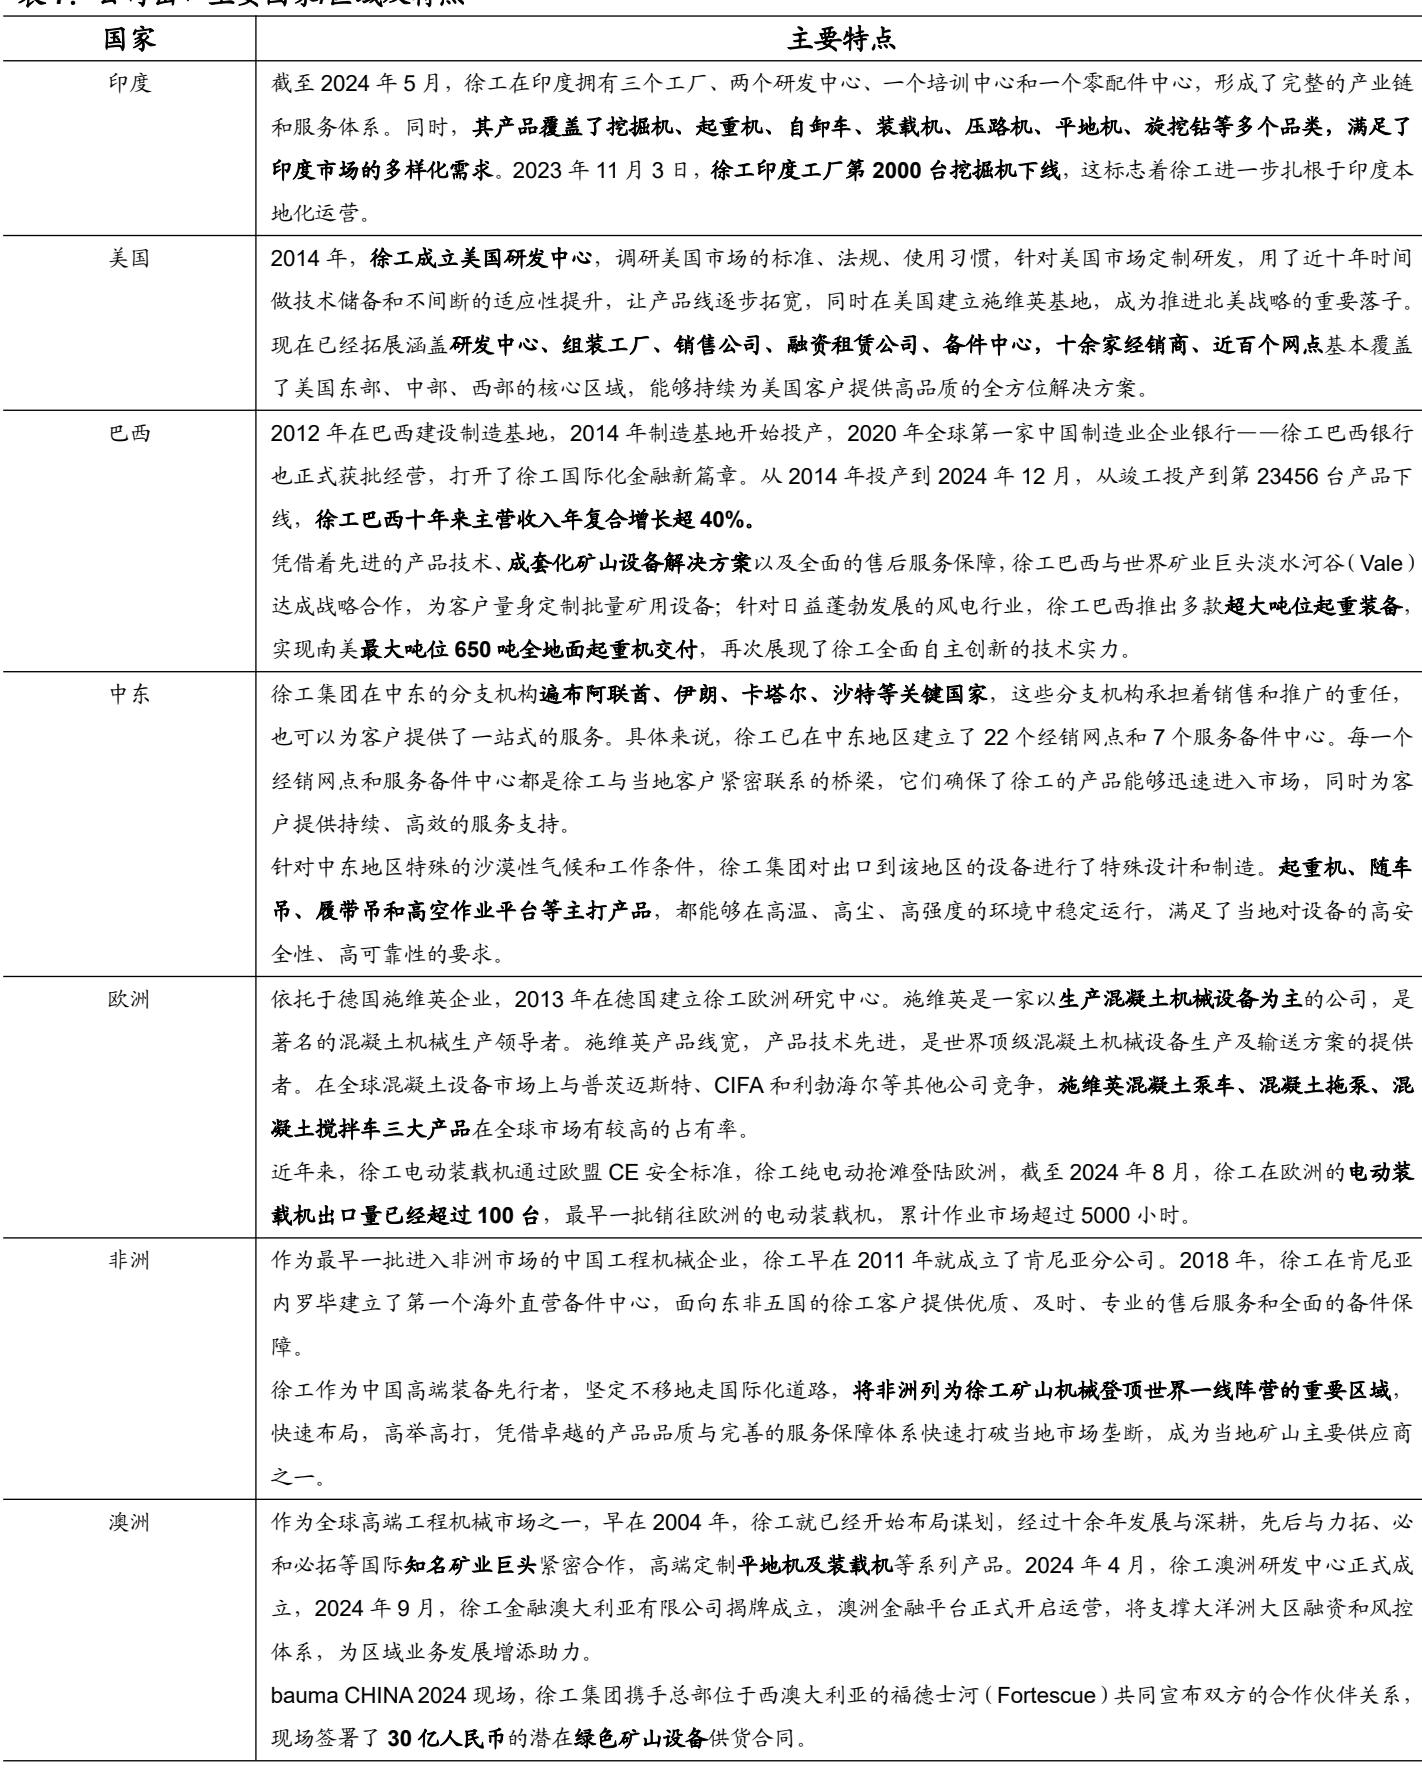 国家 主要特点
印度 截至 2024 年 5 月，徐工在印度拥有三个工厂、两个研发中心、一个培训中心和一个零配件中心，形成了完整的产业链
和服务体系。同时，其产品覆盖了挖掘机、起重机、自卸车、装载机、压路机、平地机、旋挖钻等多个品类，满足了
印度市场的多样化需求。2023 年 11 月 3 日，徐工印度工厂第 2000 台挖掘机下线，这标志着徐工进一步扎根于印度本
地化运营。
美国 2014 年，徐工成立美国研发中心，调研美国市场的标准、法规、使用习惯，针对美国市场定制研发，用了近十年时间
做技术储备和不间断的适应性提升，让产品线逐步拓宽，同时在美国建立施维英基地，成为推进北美战略的重要落子。
现在已经拓展涵盖研发中心、组装工厂、销售公司、融资租赁公司、备件中心，十余家经销商、近百个网点基本覆盖
了美国东部、中部、西部的核心区域，能够持续为美国客户提供高品质的全方位解决方案。
巴西 2012 年在巴西建设制造基地，2014 年制造基地开始投产，2020 年全球第一家中国制造业企业银行——徐工巴西银行
也正式获批经营，打开了徐工国际化金融新篇章。从 2014 年投产到 2024 年 12 月，从竣工投产到第 23456 台产品下
线，徐工巴西十年来主营收入年复合增长超 40%。
凭借着先进的产品技术、成套化矿山设备解决方案以及全面的售后服务保障，徐工巴西与世界矿业巨头淡水河谷（Vale）
达成战略合作，为客户量身定制批量矿用设备；针对日益蓬勃发展的风电行业，徐工巴西推出多款超大吨位起重装备，
实现南美最大吨位 650 吨全地面起重机交付，再次展现了徐工全面自主创新的技术实力。
中东 徐工集团在中东的分支机构遍布阿联酋、伊朗、卡塔尔、沙特等关键国家，这些分支机构承担着销售和推广的重任，
也可以为客户提供了一站式的服务。具体来说，徐工已在中东地区建立了 22 个经销网点和 7 个服务备件中心。每一个
经销网点和服务备件中心都是徐工与当地客户紧密联系的桥梁，它们确保了徐工的产品能够迅速进入市场，同时为客
户提供持续、高效的服务支持。
针对中东地区特殊的沙漠性气候和工作条件，徐工集团对出口到该地区的设备进行了特殊设计和制造。起重机、随车
吊、履带吊和高空作业平台等主打产品，都能够在高温、高尘、高强度的环境中稳定运行，满足了当地对设备的高安
全性、高可靠性的要求。
欧洲 依托于德国施维英企业，2013 年在德国建立徐工欧洲研究中心。施维英是一家以生产混凝土机械设备为主的公司，是
著名的混凝土机械生产领导者。施维英产品线宽，产品技术先进，是世界顶级混凝土机械设备生产及输送方案的提供
者。在全球混凝土设备市场上与普茨迈斯特、CIFA 和利勃海尔等其他公司竞争，施维英混凝土泵车、混凝土拖泵、混
凝土搅拌车三大产品在全球市场有较高的占有率。
近年来，徐工电动装载机通过欧盟 CE 安全标准，徐工纯电动抢滩登陆欧洲，截至 2024 年 8 月，徐工在欧洲的电动装
载机出口量已经超过 100 台，最早一批销往欧洲的电动装载机，累计作业市场超过 5000 小时。
非洲 作为最早一批进入非洲市场的中国工程机械企业，徐工早在 2011 年就成立了肯尼亚分公司。2018 年，徐工在肯尼亚
内罗毕建立了第一个海外直营备件中心，面向东非五国的徐工客户提供优质、及时、专业的售后服务和全面的备件保
障。
徐工作为中国高端装备先行者，坚定不移地走国际化道路，将非洲列为徐工矿山机械登顶世界一线阵营的重要区域，
快速布局，高举高打，凭借卓越的产品品质与完善的服务保障体系快速打破当地市场垄断，成为当地矿山主要供应商
之一。
澳洲 作为全球高端工程机械市场之一，早在 2004 年，徐工就已经开始布局谋划，经过十余年发展与深耕，先后与力拓、必
和必拓等国际知名矿业巨头紧密合作，高端定制平地机及装载机等系列产品。2024 年 4 月，徐工澳洲研发中心正式成
立，2024 年 9 月，徐工金融澳大利亚有限公司揭牌成立，澳洲金融平台正式开启运营，将支撑大洋洲大区融资和风控
体系，为区域业务发展增添助力。
bauma CHINA 2024 现场，徐工集团携手总部位于西澳大利亚的福德士河（Fortescue）共同宣布双方的合作伙伴关系，
现场签署了 30 亿人民币的潜在绿色矿山设备供货合同。